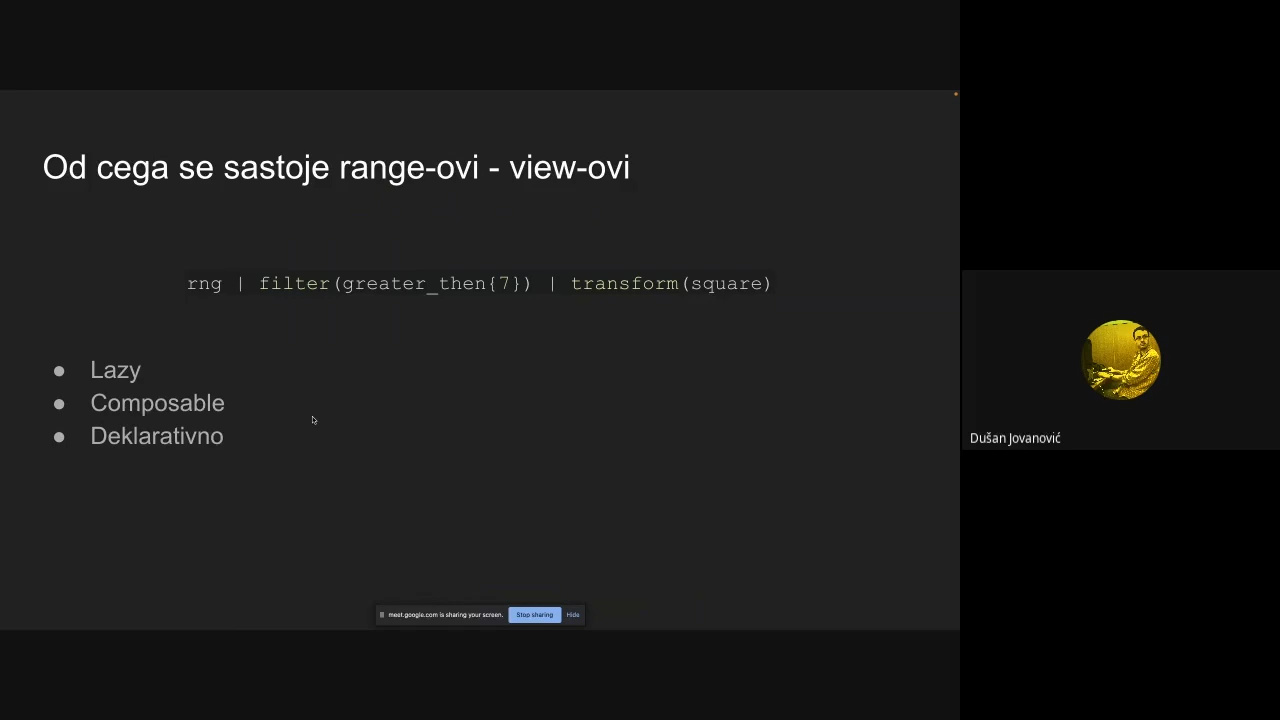 Od cega se sastoje range-ovi - view-ovi
rng | filter(greater_then{7}) | transform(square)
● Lazy
● Composable
● Deklarativno
Dušan Jovanović
meet.google.com is sharing your screen. Stop sharing Hide